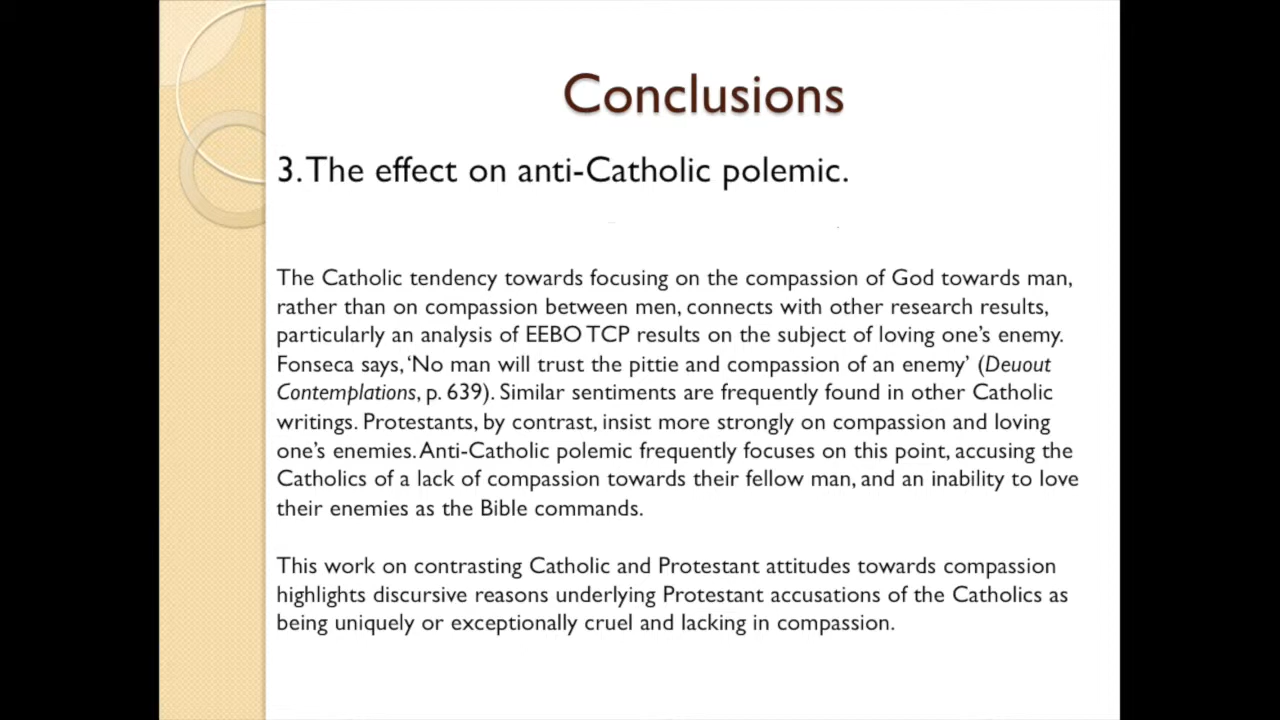 Conclusions
3. The effect on anti-Catholic polemic.
The Catholic tendency towards focusing on the compassion of God towards man,
rather than on compassion between men, connects with other research results,
particularly an analysis of EEBO TCP results on the subject of loving one’s enemy.
Fonseca says, ‘No man will trust the pittie and compassion of an enemy’ (Deuout
Contemplations, p. 639). Similar sentiments are frequently found in other Catholic
writings. Protestants, by contrast, insist more strongly on compassion and loving
one’s enemies. Anti-Catholic polemic frequently focuses on this point, accusing the
Catholics of a lack of compassion towards their fellow man, and an inability to love
their enemies as the Bible commands.
This work on contrasting Catholic and Protestant attitudes towards compassion
highlights discursive reasons underlying Protestant accusations of the Catholics as
being uniquely or exceptionally cruel and lacking in compassion.